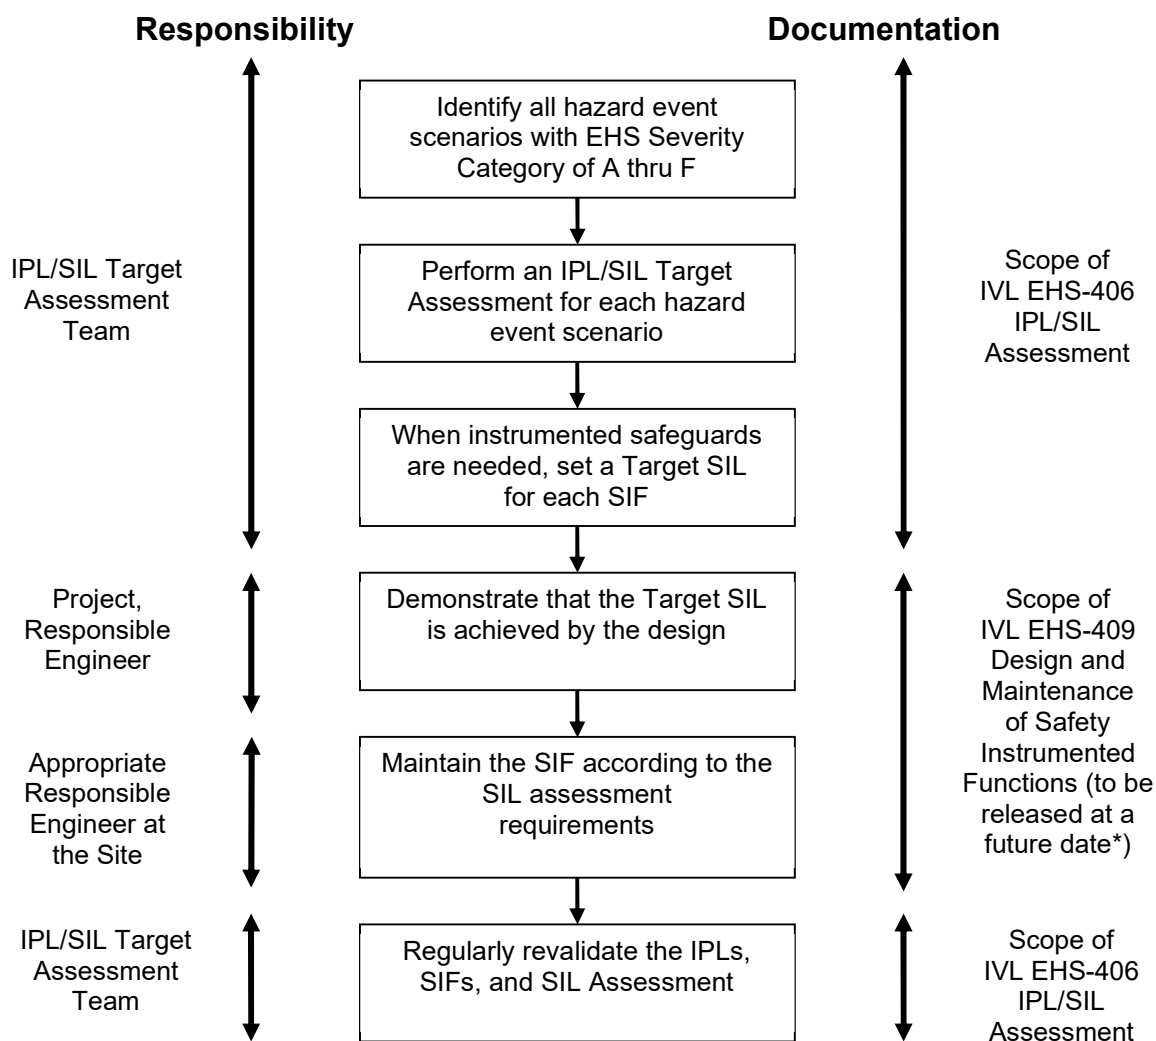 Responsibility
Documentation
Identify all hazard event
scenarios with EHS Severity
Category of A thru F
IPL/SIL Target
Assessment
Team
Perform an IPL/SIL Target
Assessment for each hazard
event scenario
Scope of
IVL EHS-406
IPL/SIL
Assessment
When instrumented safeguards
are needed, set a Target SIL
for each SIF
Project,
Responsible
Engineer
Demonstrate that the Target SIL
is achieved by the design
Scope of
IVL EHS-409
Design and
Maintenance
of Safety
Instrumented
Functions (to be
released at a
future date*)
Appropriate
Responsible
Engineer at
the Site
Maintain the SIF according to the
SIL assessment
requirements
IPL/SIL Target
Assessment
Team
Regularly revalidate the IPLs,
SIFs, and SIL Assessment
Scope of
IVL EHS-406
IPL/SIL
Assessment